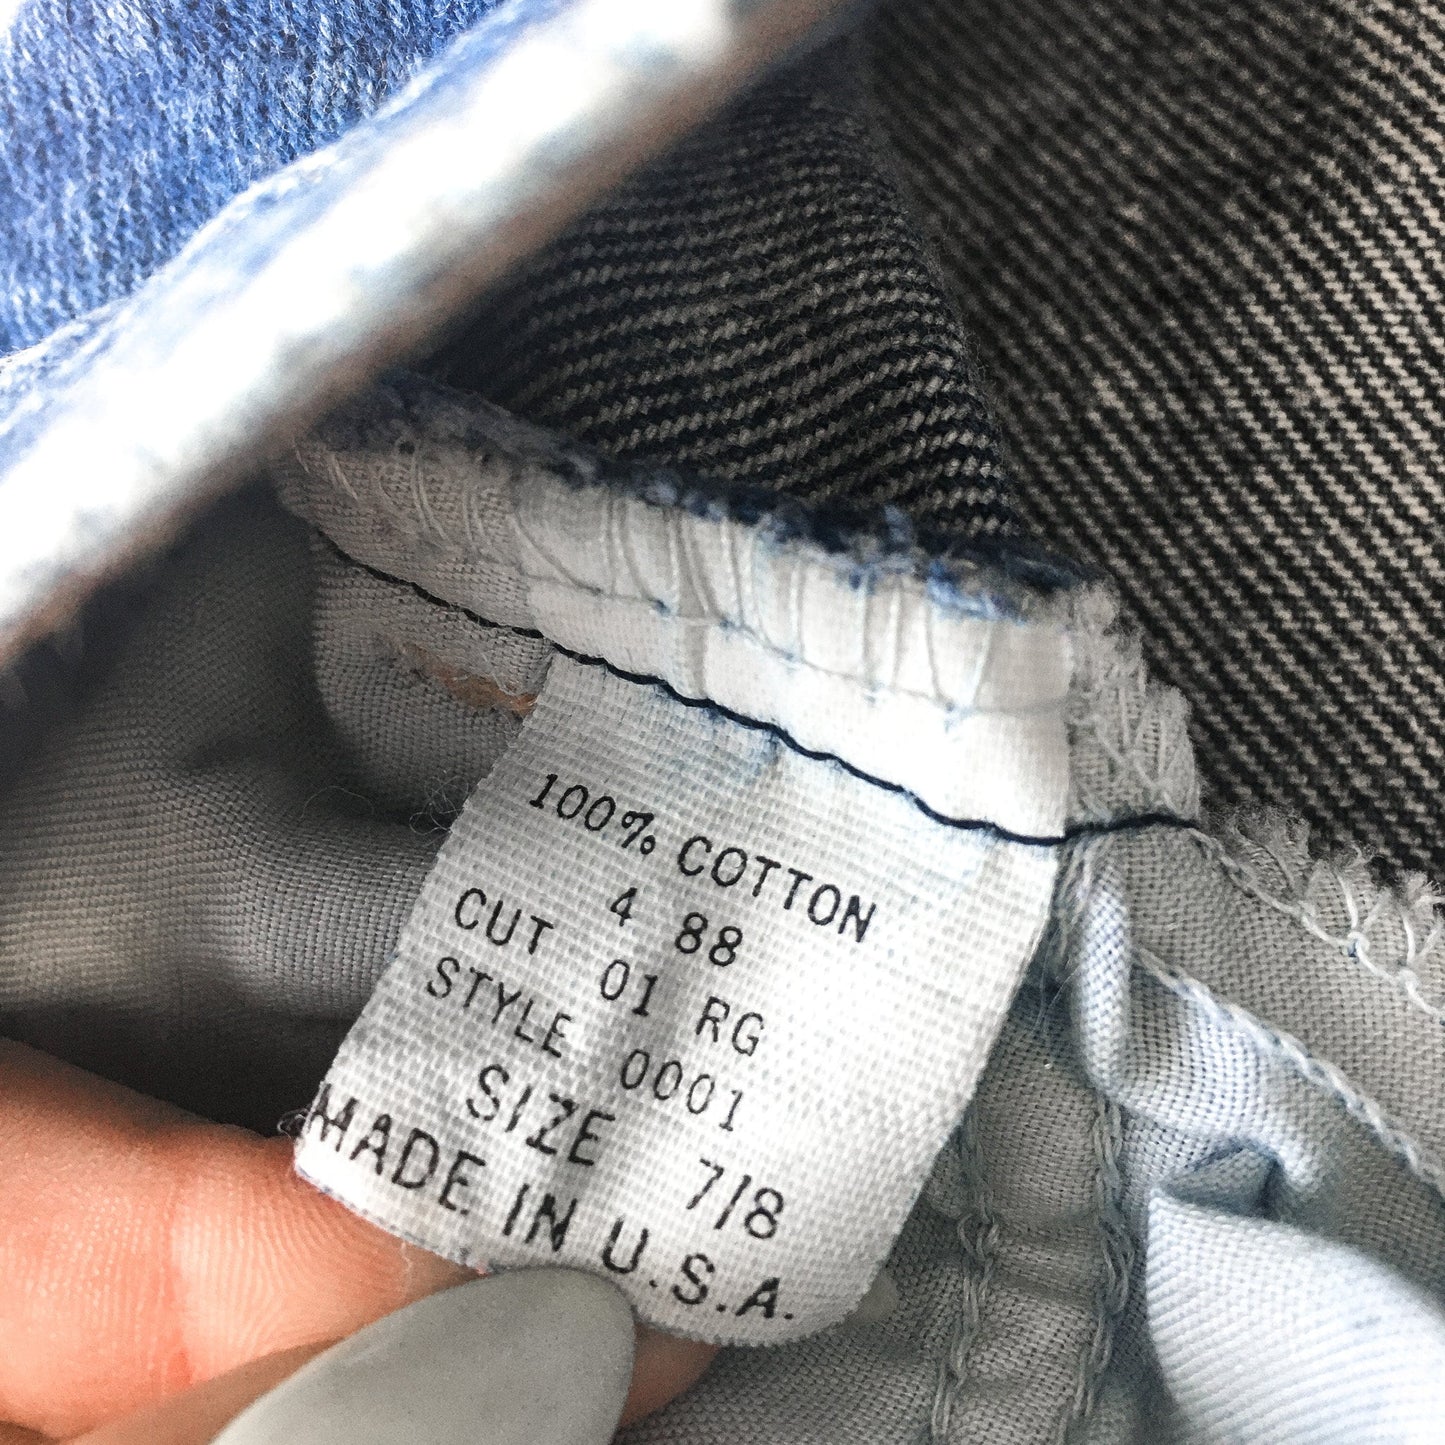 100% COTTON
4 88
CUT 01 RG
STYLE 0001
SIZE 7/8
MADE IN U.S.A.